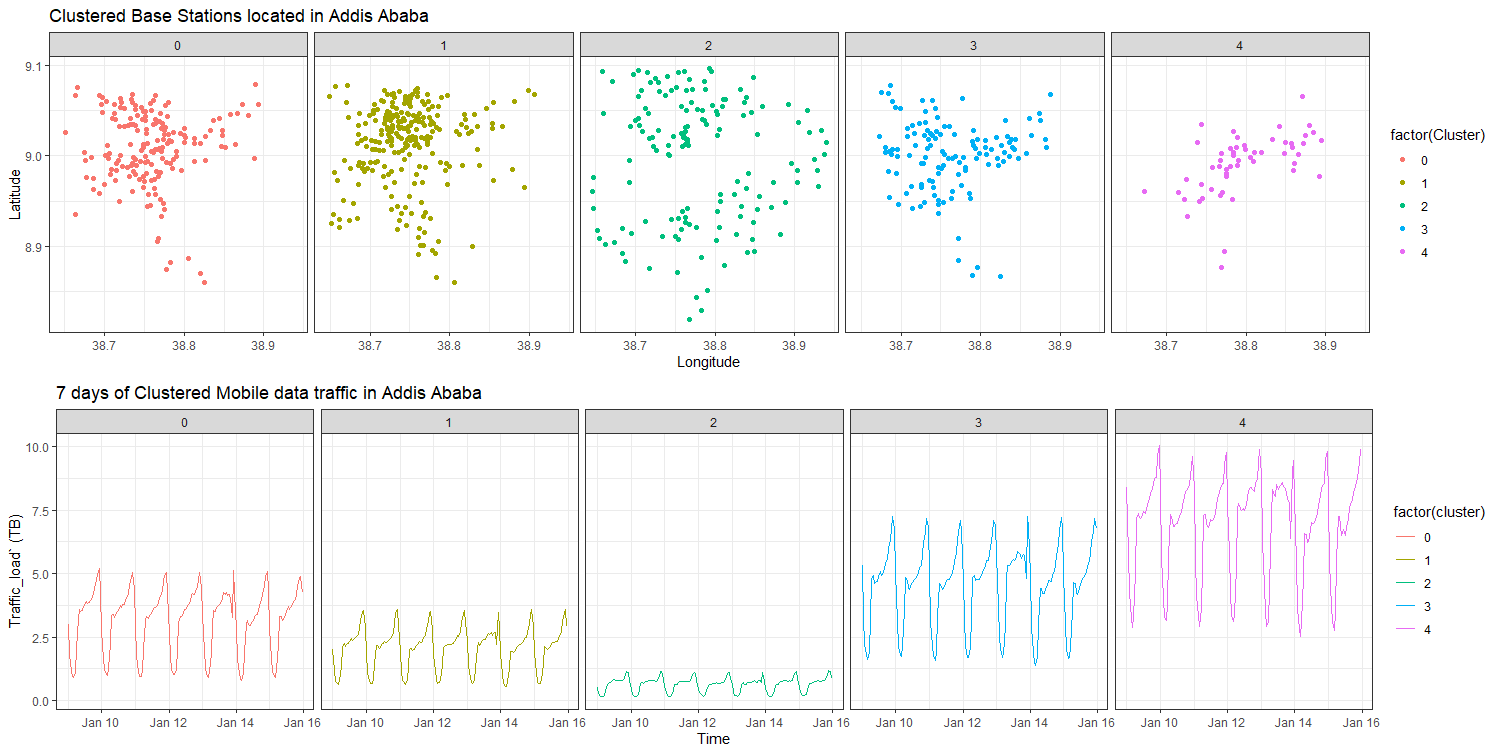 Clustered Base Stations located in Addis Ababa
0 1 2 3 4
9.1
9.0
8.9
Latitude
38.7 38.8 38.9 38.7 38.8 38.9 38.7 38.8 38.9 38.7 38.8 38.9 38.7 38.8 38.9
Longitude
factor(Cluster)
0
1
2
3
4
7 days of Clustered Mobile data traffic in Addis Ababa
0 1 2 3 4
10.0
7.5
5.0
2.5
0.0
Traffic_load` (TB)
Jan 10 Jan 12 Jan 14 Jan 16 Jan 10 Jan 12 Jan 14 Jan 16 Jan 10 Jan 12 Jan 14 Jan 16 Jan 10 Jan 12 Jan 14 Jan 16 Jan 10 Jan 12 Jan 14 Jan 16
Time
factor(cluster)
0
1
2
3
4